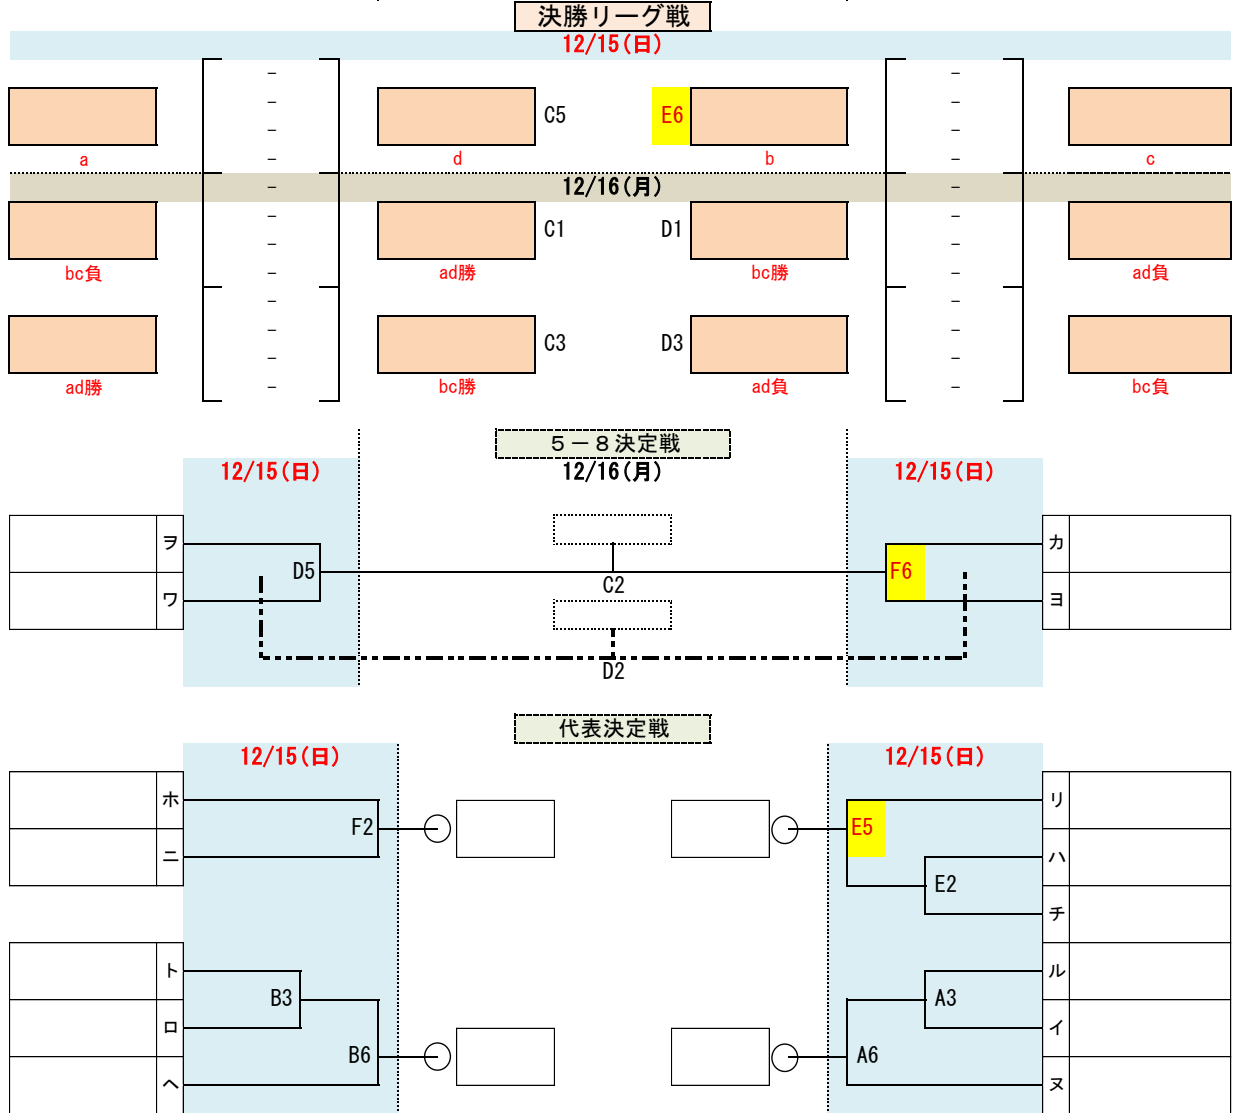 決勝リーグ戦
12/15(日)
-
-
-
-
-
-
-
-
C5
E6
a
d
b
c
12/16(月)
-
-
-
-
-
-
-
-
C1
D1
bc負
ad勝
bc勝
ad負
-
-
-
-
-
-
-
-
C3
D3
ad勝
bc勝
ad負
bc負
5－8決定戦
12/15(日)
12/16(月)
12/15(日)
ヲ
カ
D5
F6
C2
ワ
ヨ
D2
代表決定戦
12/15(日)
12/15(日)
ホ
リ
F2
E5
ニ
ハ
E2
チ
ト
ル
B3
A3
ロ
イ
B6
A6
ヘ
ヌ